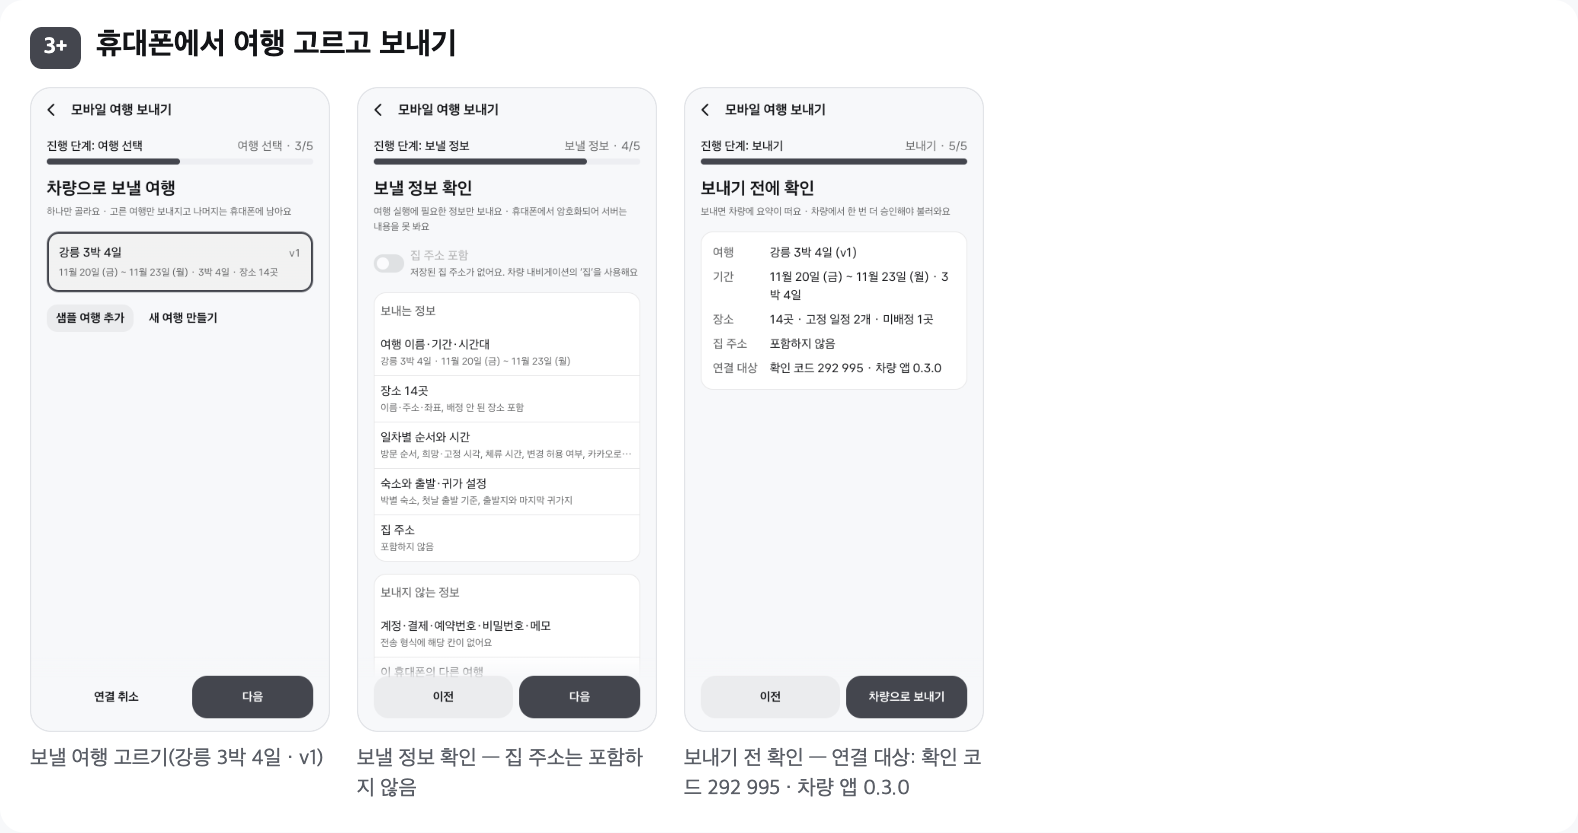 3+ 휴대폰에서 여행 고르고 보내기
모바일 여행 보내기
진행 단계: 여행 선택
여행 선택 · 3/5
차량으로 보낼 여행
하나만 골라요 · 고른 여행만 보내지고 나머지는 휴대폰에 남아요
강릉 3박 4일
v1
11월 20일 (금) ~ 11월 23일 (월) · 3박 4일 · 장소 14곳
샘플 여행 추가
새 여행 만들기
연결 취소
다음
보낼 여행 고르기(강릉 3박 4일 · v1)
모바일 여행 보내기
진행 단계: 보낼 정보
보낼 정보 · 4/5
보낼 정보 확인
여행 실행에 필요한 정보만 보내요 · 휴대폰에서 암호화되어 서버는
내용을 못 봐요
집 주소 포함
저장된 집 주소가 없어요. 차량 내비게이션의 '집'을 사용해요
보내는 정보
여행 이름·기간·시간대
강릉 3박 4일 · 11월 20일 (금) ~ 11월 23일 (월)
장소 14곳
이름·주소·좌표, 배정 안 된 장소 포함
일차별 순서와 시간
방문 순서, 희망·고정 시각, 체류 시간, 변경 허용 여부, 카카오로…
숙소와 출발·귀가 설정
박별 숙소, 첫날 출발 기준, 출발지와 마지막 귀가지
집 주소
포함하지 않음
보내지 않는 정보
계정·결제·예약번호·비밀번호·메모
전송 형식에 해당 칸이 없어요
이 휴대폰의 다른 여행
이전
다음
보낼 정보 확인 — 집 주소는 포함하
지 않음
모바일 여행 보내기
진행 단계: 보내기
보내기 · 5/5
보내기 전에 확인
보내면 차량에 요약이 떠요 · 차량에서 한 번 더 승인해야 불러와요
여행 강릉 3박 4일 (v1)
기간 11월 20일 (금) ~ 11월 23일 (월) · 3
박 4일
장소 14곳 · 고정 일정 2개 · 미배정 1곳
집 주소 포함하지 않음
연결 대상 확인 코드 292 995 · 차량 앱 0.3.0
이전
차량으로 보내기
보내기 전 확인 — 연결 대상: 확인 코
드 292 995 · 차량 앱 0.3.0